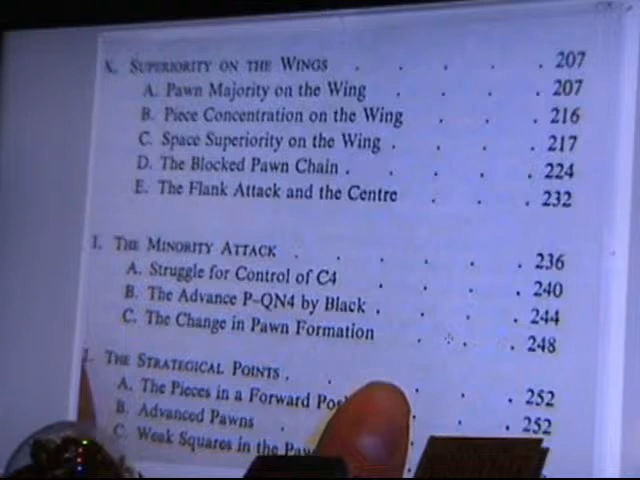 SUPERIORITY ON THE WINGS . . . . 207
A. Pawn Majority on the Wing . . . . 207
B. Piece Concentration on the Wing . . . 216
C. Space Superiority on the Wing . . . . 217
D. The Blocked Pawn Chain . . . . . 224
E. The Flank Attack and the Centre . . . 232
I. THE MINORITY ATTACK . . . . . 236
A. Struggle for Control of C4 . . . . 240
B. The Advance P-QN4 by Black . . . . 244
C. The Change in Pawn Formation . . . 248
THE STRATEGICAL POINTS . . . . . 252
A. The Pieces in a Forward . . . 252
B. Advanced Pawns . . .
C. Weak Squares in the